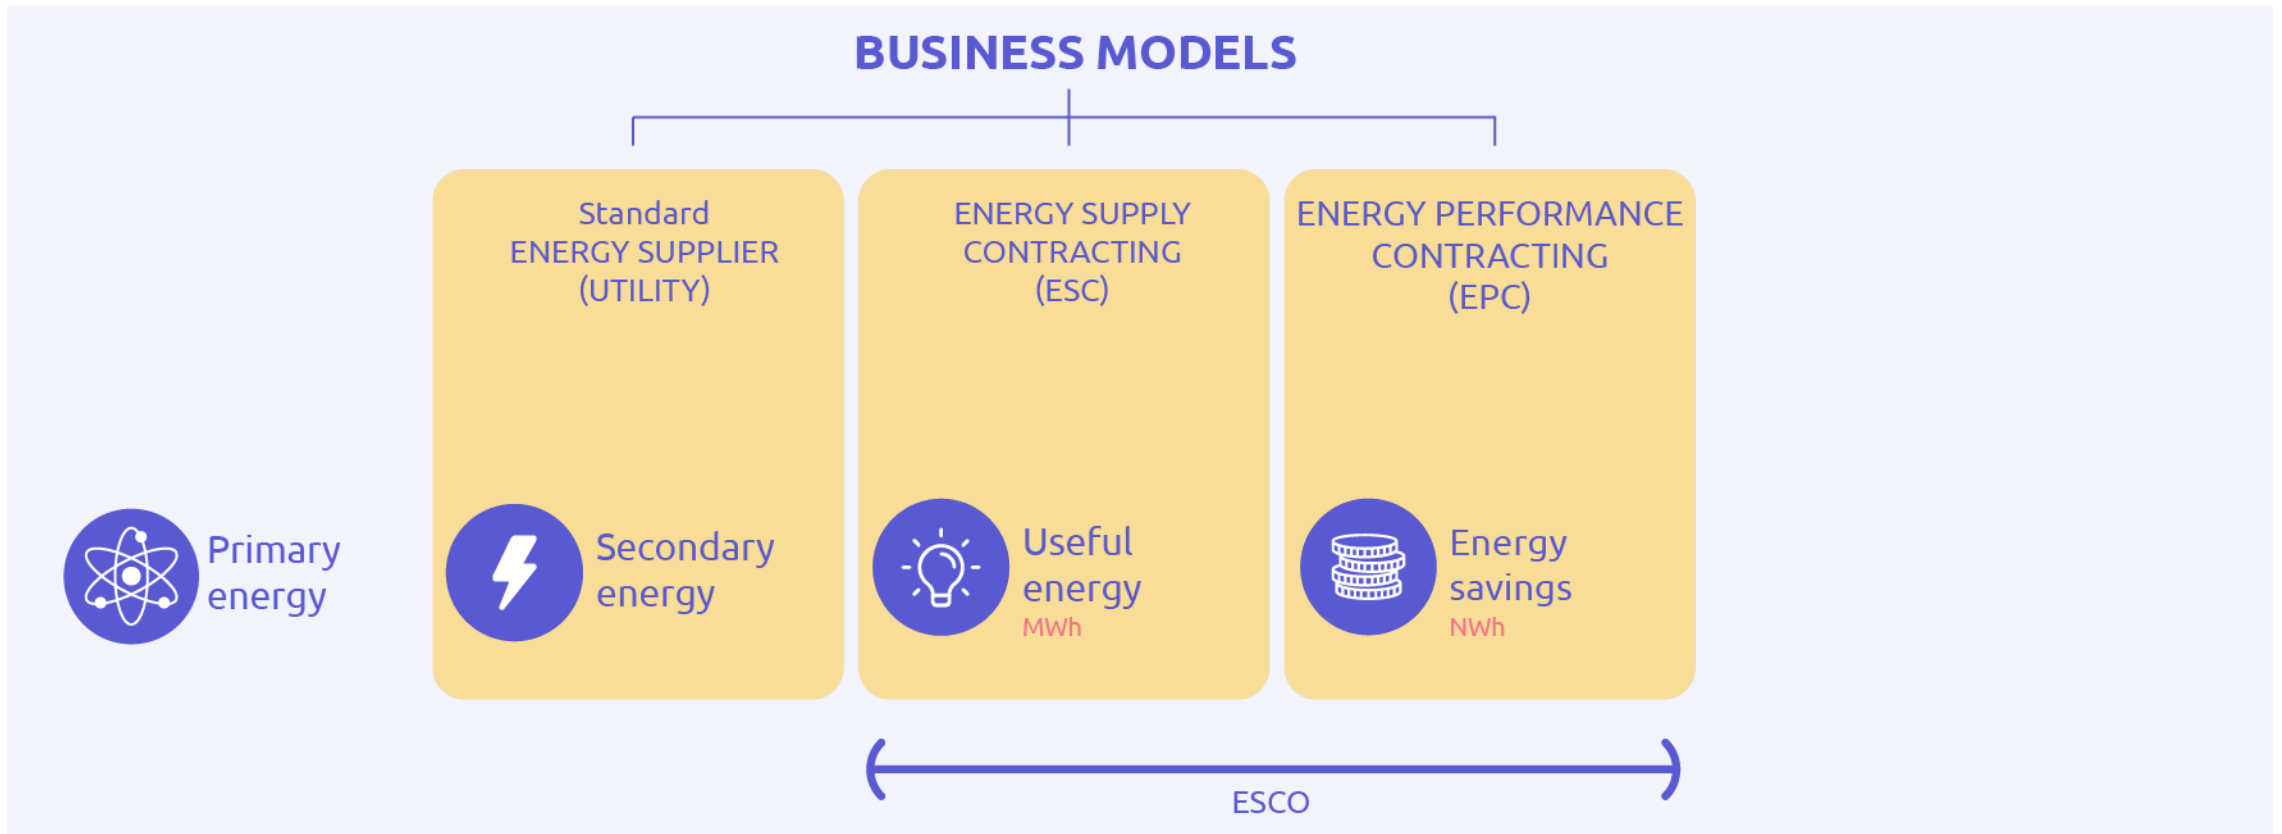 BUSINESS MODELS
Standard
ENERGY SUPPLIER
(UTILITY)
ENERGY SUPPLY
CONTRACTING
(ESC)
ENERGY PERFORMANCE
CONTRACTING
(EPC)
Primary
energy
Secondary
energy
Useful
energy
MWh
Energy
savings
NWh
ESCO